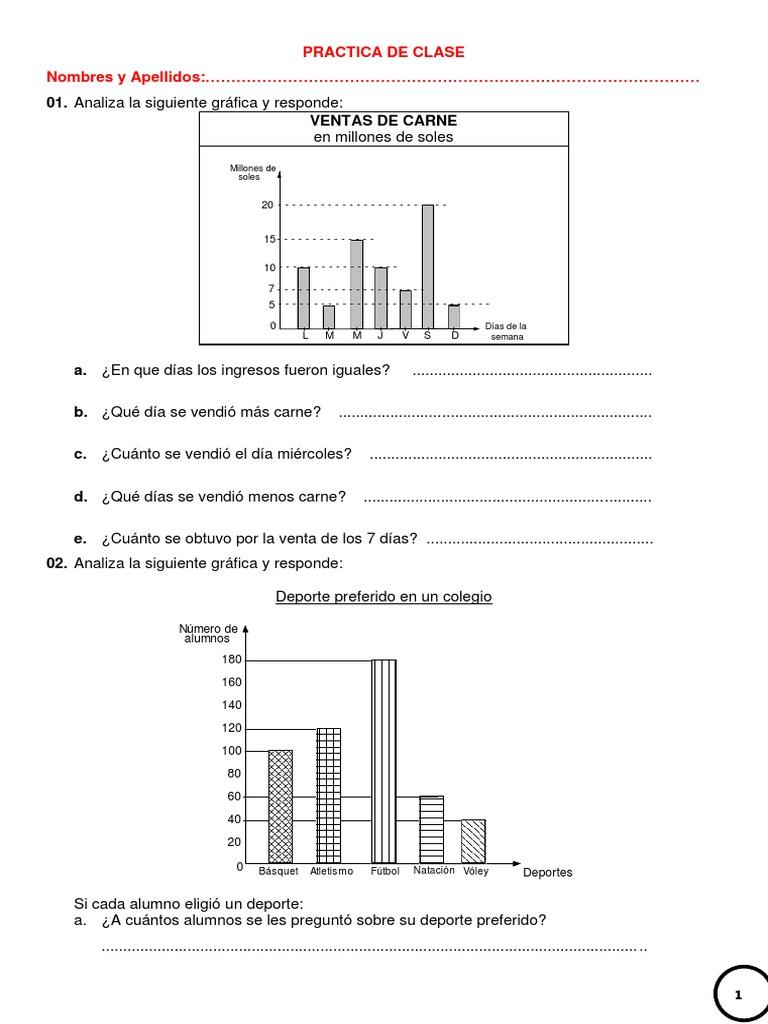 PRACTICA DE CLASE
Nombres y Apellidos:……………………………………………………………………………………
01. Analiza la siguiente gráfica y responde:
VENTAS DE CARNE
en millones de soles
Millones de
soles
20
15
10
7
5
0
L M M J V S D
Días de la
semana
a. ¿En que días los ingresos fueron iguales? ........................................................
b. ¿Qué día se vendió más carne? .........................................................................
c. ¿Cuánto se vendió el día miércoles? ..................................................................
d. ¿Qué días se vendió menos carne? ...................................................................
e. ¿Cuánto se obtuvo por la venta de los 7 días? .....................................................
02. Analiza la siguiente gráfica y responde:
Deporte preferido en un colegio
Número de
alumnos
180
160
140
120
100
80
60
40
20
0
Básquet Atletismo Fútbol Natación Vóley Deportes
Si cada alumno eligió un deporte:
a. ¿A cuántos alumnos se les preguntó sobre su deporte preferido?
................................................................................................................................
1